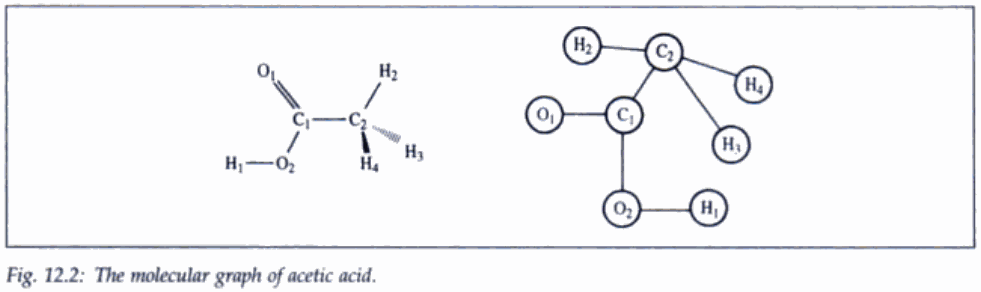 O₁ H₂
C₁ C₂
H₁ O₂ H₄ H₃
H₂ C₂
H₄
O₁ C₁
H₃
O₂ H₁
Fig. 12.2: The molecular graph of acetic acid.